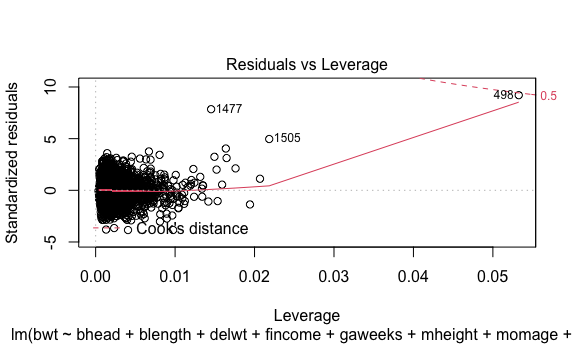 Residuals vs Leverage
Standardized residuals
10
5
0
-5
1477
1505
498
0.5
Cook's distance
0.00 0.01 0.02 0.03 0.04 0.05
Leverage
lm(bwt ~ bhead + blength + delwt + fincome + gaweeks + mheight + momage +